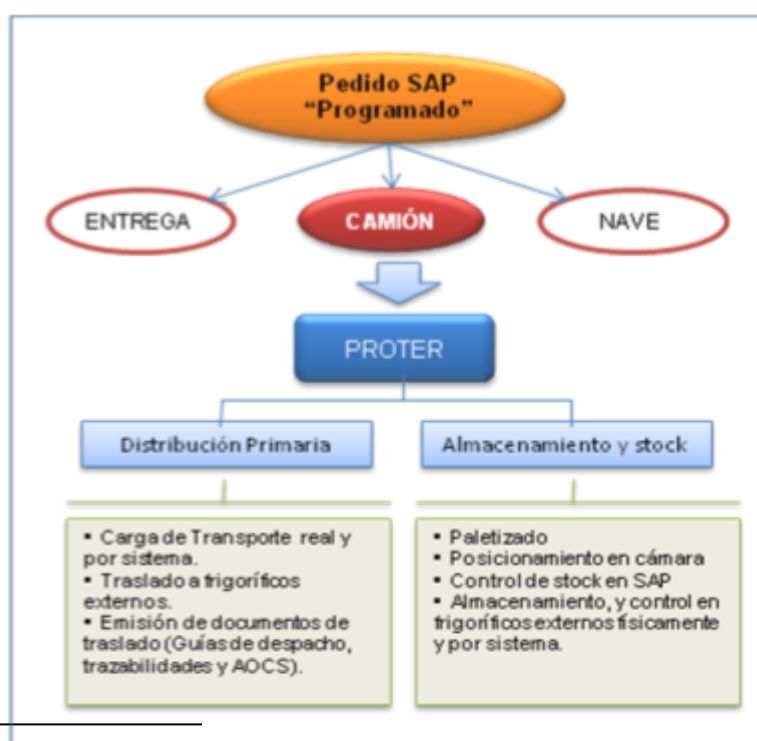 Pedido SAP
“Programado”
ENTREGA
CAMIÓN
NAVE
PROTER
Distribución Primaria
Almacenamiento y stock
▪ Carga de Transporte real y
por sistema.
▪ Traslado a frigoríficos
externos.
▪ Emisión de documentos de
traslado (Guías de despacho,
trazabilidades y AOCS).
▪ Paletizado
▪ Posicionamiento en cámara
▪ Control de stock en SAP
▪ Almacenamiento, y control en
frigoríficos externos físicamente
y por sistema.